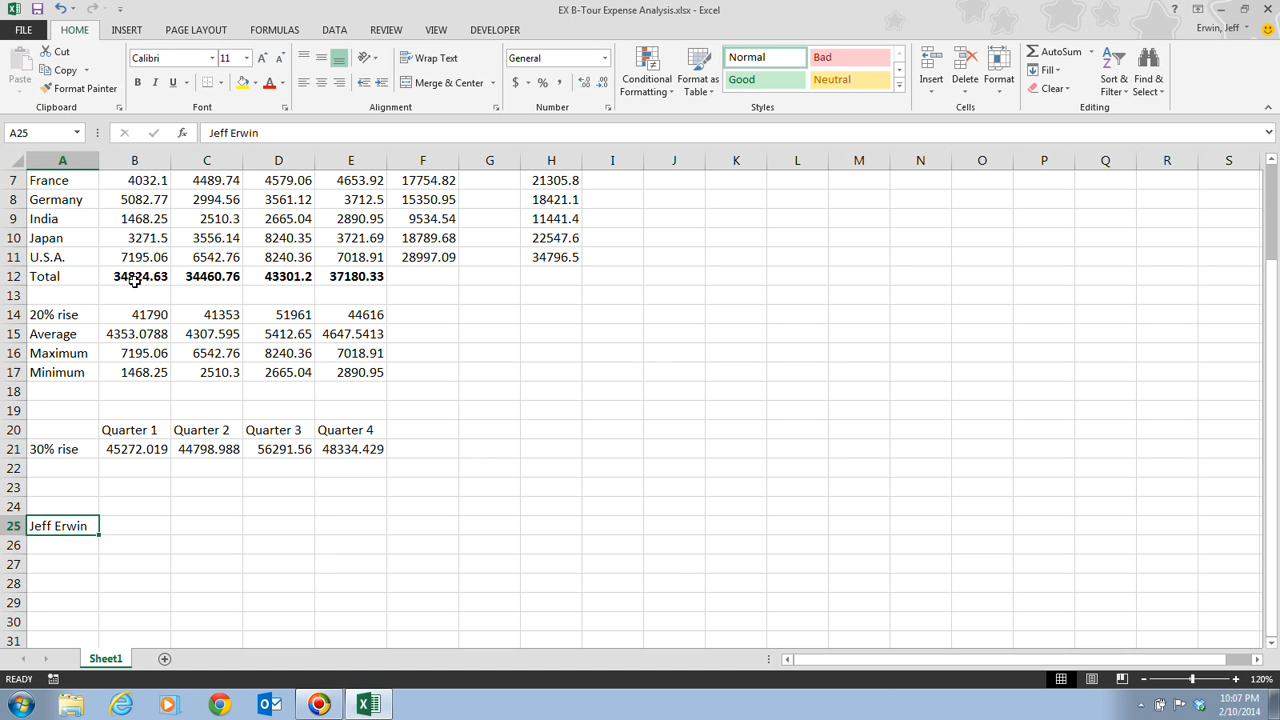 EX B-Tour Expense Analysis.xlsx - Excel
FILE HOME INSERT PAGE LAYOUT FORMULAS DATA REVIEW VIEW DEVELOPER Erwin, Jeff
Paste Cut Copy Format Painter Clipboard
Calibri 11 B I U A Font
Wrap Text Merge & Center Alignment
General $ % , Number
Conditional Formatting Format as Table Normal Bad Good Neutral Styles
Insert Delete Format Cells
AutoSum Fill Clear Sort & Filter Find & Select Editing
A25 fx Jeff Erwin
A B C D E F G H I J K L M N O P Q R S
7 France 4032.1 4489.74 4579.06 4653.92 17754.82 21305.8
8 Germany 5082.77 2994.56 3561.12 3712.5 15350.95 18421.1
9 India 1468.25 2510.3 2665.04 2890.95 9534.54 11441.4
10 Japan 3271.5 3556.14 8240.35 3721.69 18789.68 22547.6
11 U.S.A. 7195.06 6542.76 8240.36 7018.91 28997.09 34796.5
12 Total 34824.63 34460.76 43301.2 37180.33
13
14 20% rise 41790 41353 51961 44616
15 Average 4353.0788 4307.595 5412.65 4647.5413
16 Maximum 7195.06 6542.76 8240.36 7018.91
17 Minimum 1468.25 2510.3 2665.04 2890.95
18
19
20 Quarter 1 Quarter 2 Quarter 3 Quarter 4
21 30% rise 45272.019 44798.988 56291.56 48334.429
22
23
24
25 Jeff Erwin
26
27
28
29
30
31
Sheet1
READY 120%
10:07 PM
2/10/2014